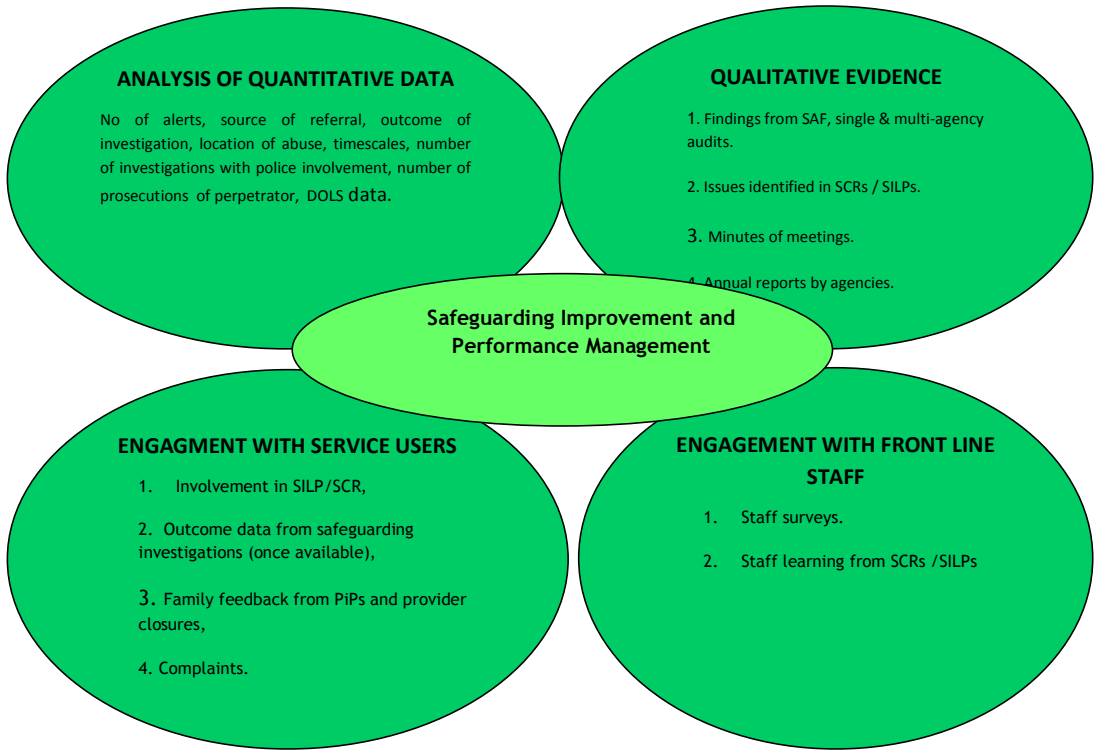 ANALYSIS OF QUANTITATIVE DATA
No of alerts, source of referral, outcome of
investigation, location of abuse, timescales, number
of investigations with police involvement, number of
prosecutions of perpetrator, DOLS data.
QUALITATIVE EVIDENCE
1. Findings from SAF, single & multi-agency
audits.
2. Issues identified in SCRs / SILPs.
3. Minutes of meetings.
4. Annual reports by agencies.
Safeguarding Improvement and
Performance Management
ENGAGMENT WITH SERVICE USERS
1. Involvement in SILP/SCR,
2. Outcome data from safeguarding
investigations (once available),
3. Family feedback from PiPs and provider
closures,
4. Complaints.
ENGAGEMENT WITH FRONT LINE
STAFF
1. Staff surveys.
2. Staff learning from SCRs /SILPs